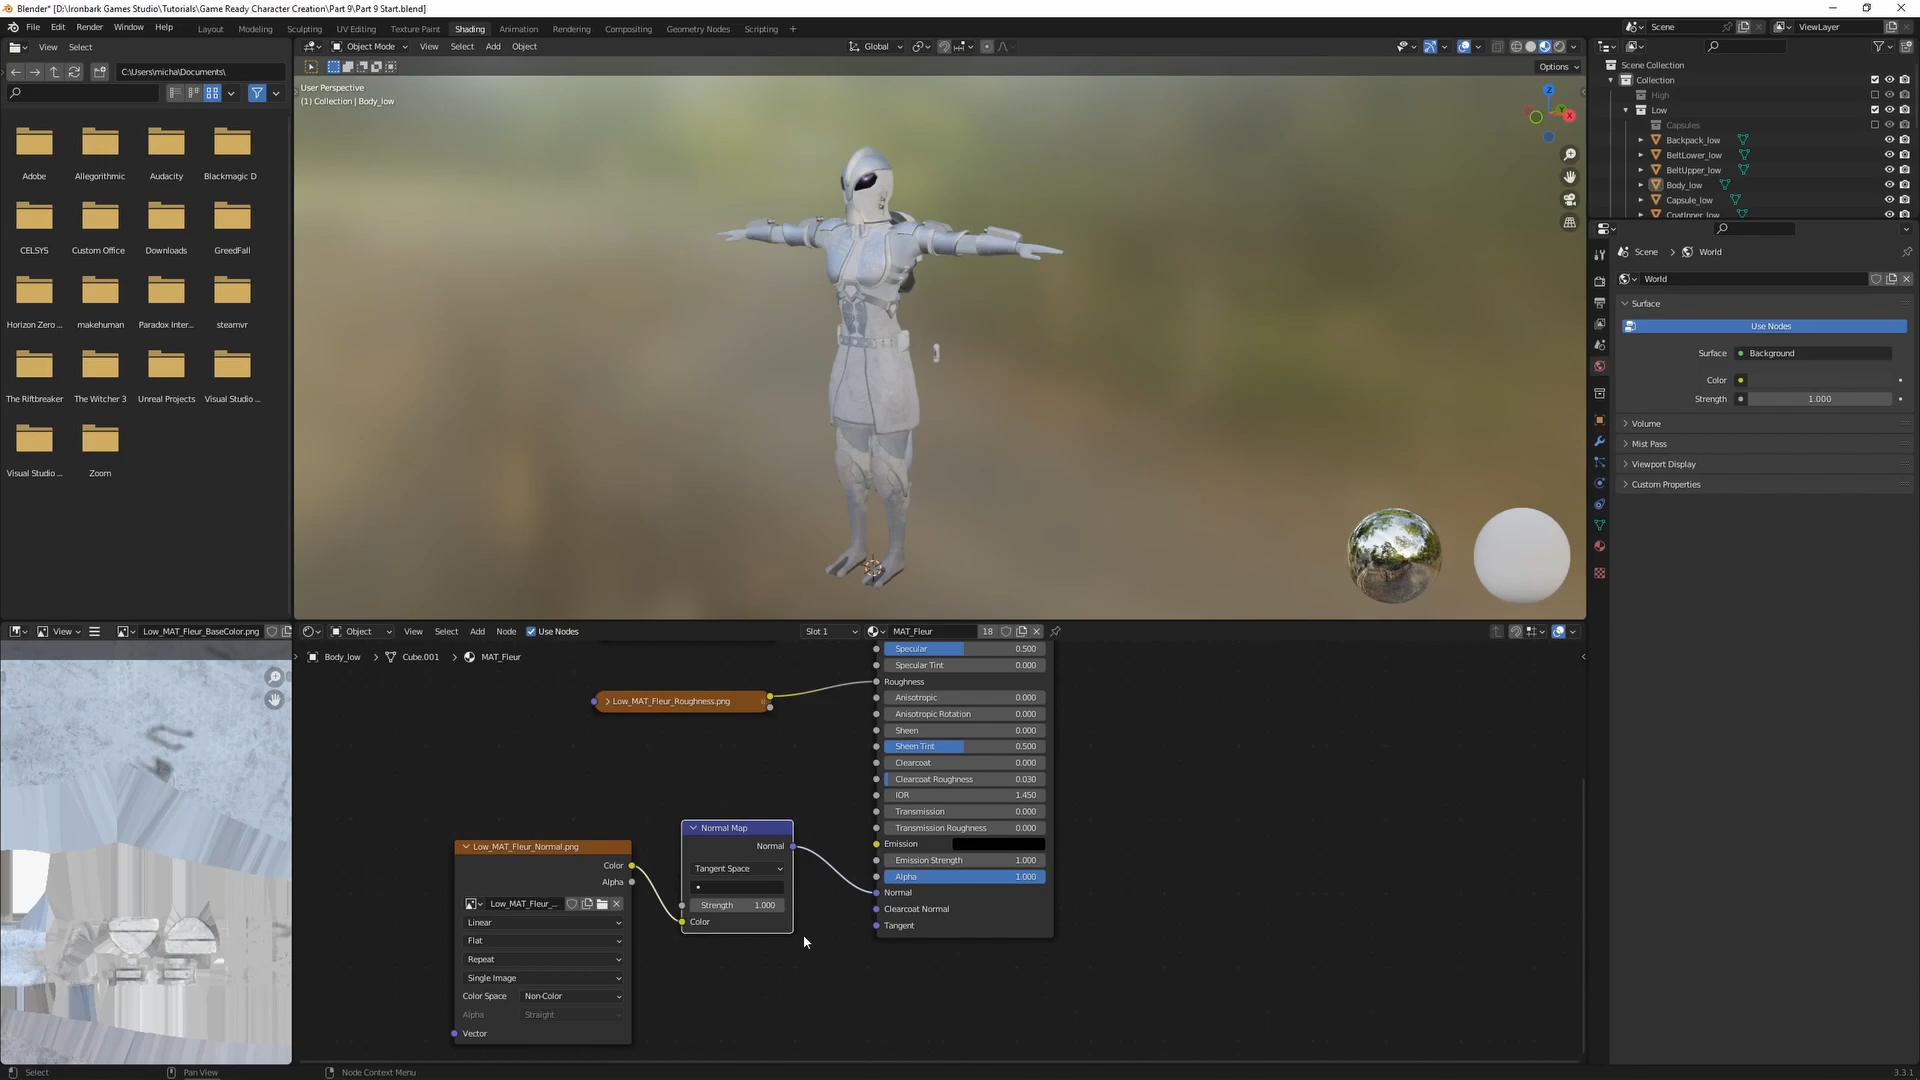 Blender* [D:\Ironbark Games Studio\Tutorials\Game Ready Character Creation\Part 9\Part 9 Start.blend]
File Edit Render Window Help Layout Modeling Sculpting UV Editing Texture Paint Shading Animation Rendering Compositing Geometry Nodes Scripting + Scene ViewLayer
View Select
Object Mode View Select Add Object Global
C:\Users\micha\Documents\
Options
User Perspective
(1) Collection | Body_low
Z
Y
X
Adobe Allegorithmic Audacity Blackmagic D
CELSYS Custom Office Downloads GreedFall
Horizon Zero ... makehuman Paradox Inter... steamvr
The Riftbreaker The Witcher 3 Unreal Projects Visual Studio ...
Visual Studio ... Zoom
Scene Collection
Collection
High
Low
Capsules
Backpack_low
BeltLower_low
BeltUpper_low
Body_low
Capsule_low
CoatInner_low
Scene > World
World
Surface
Use Nodes
Surface Background
Color
Strength 1.000
Volume
Mist Pass
Viewport Display
Custom Properties
View Low_MAT_Fleur_BaseColor.png
Object View Select Add Node Use Nodes Slot 1 MAT_Fleur 18
Body_low > Cube.001 > MAT_Fleur
Low_MAT_Fleur_Roughness.png
Specular 0.500
Specular Tint 0.000
Roughness
Anisotropic 0.000
Anisotropic Rotation 0.000
Sheen 0.000
Sheen Tint 0.500
Clearcoat 0.000
Clearcoat Roughness 0.030
IOR 1.450
Transmission 0.000
Transmission Roughness 0.000
Emission
Emission Strength 1.000
Alpha 1.000
Normal
Clearcoat Normal
Tangent
Normal Map
Normal
Tangent Space
Strength 1.000
Color
Low_MAT_Fleur_Normal.png
Color
Alpha
Low_MAT_Fleur_...
Linear
Flat
Repeat
Single Image
Color Space Non-Color
Alpha Straight
Vector
Select Pan View Node Context Menu 3.3.1